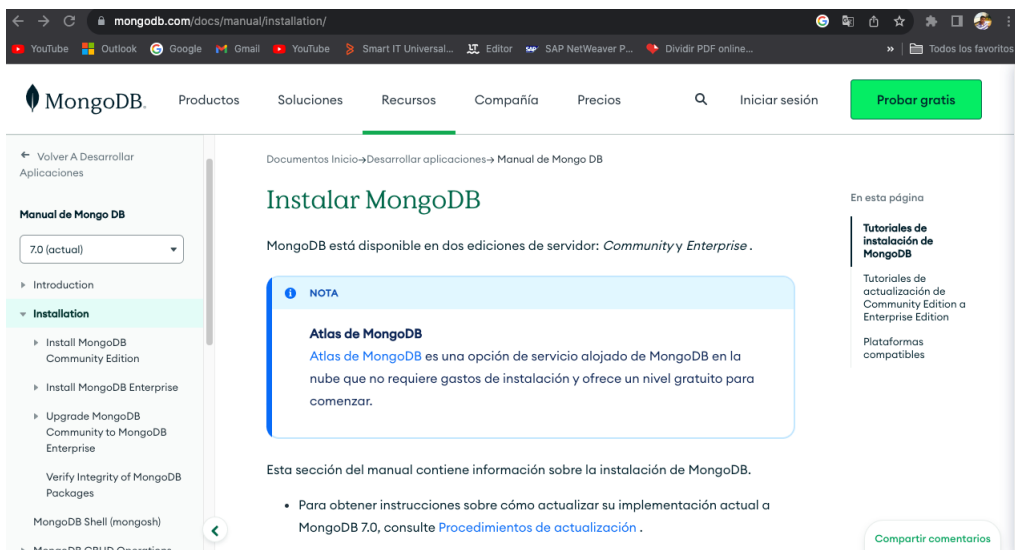 mongodb.com/docs/manual/installation/
YouTube Outlook Google Gmail YouTube Smart IT Universal... Editor SAP NetWeaver P... Dividir PDF online... » Todos los favoritos
MongoDB. Productos Soluciones Recursos Compañía Precios Iniciar sesión Probar gratis
← Volver A Desarrollar
Aplicaciones
Manual de Mongo DB
7.0 (actual)
Introduction
Installation
Install MongoDB
Community Edition
Install MongoDB Enterprise
Upgrade MongoDB
Community to MongoDB
Enterprise
Verify Integrity of MongoDB
Packages
MongoDB Shell (mongosh)
MongoDB CRUD Operations
Documentos Inicio→Desarrollar aplicaciones→ Manual de Mongo DB
Instalar MongoDB
MongoDB está disponible en dos ediciones de servidor: Community y Enterprise .
NOTA
Atlas de MongoDB
Atlas de MongoDB es una opción de servicio alojado de MongoDB en la
nube que no requiere gastos de instalación y ofrece un nivel gratuito para
comenzar.
Esta sección del manual contiene información sobre la instalación de MongoDB.
• Para obtener instrucciones sobre cómo actualizar su implementación actual a
MongoDB 7.0, consulte Procedimientos de actualización .
En esta página
Tutoriales de
instalación de
MongoDB
Tutoriales de
actualización de
Community Edition a
Enterprise Edition
Plataformas
compatibles
Compartir comentarios